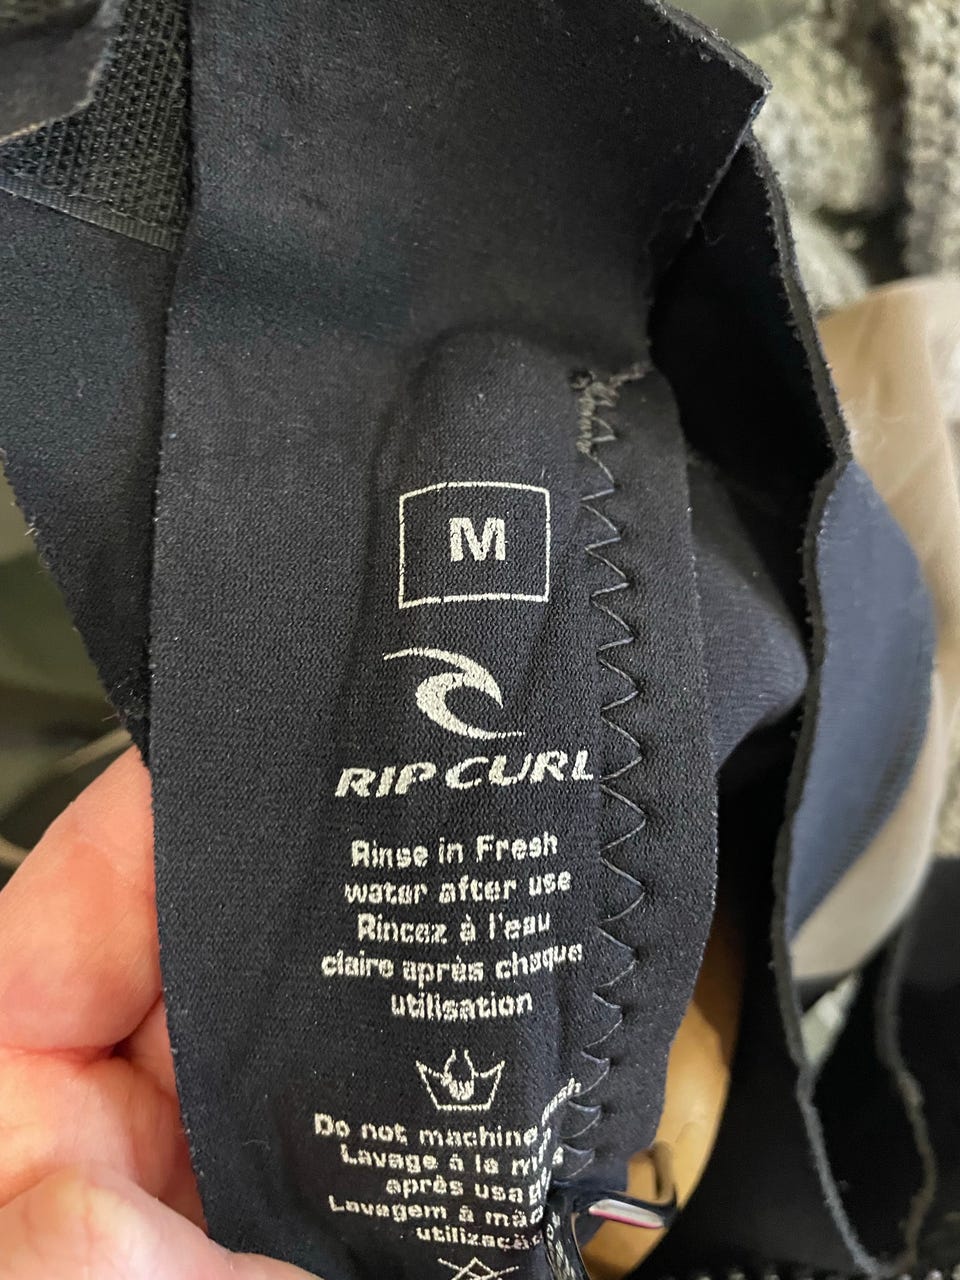 M
RIP CURL
Rinse in Fresh
water after use
Rincez à l'eau
claire après chaque
utilisation
Do not machine
Lavage à la
après
Lavagem à